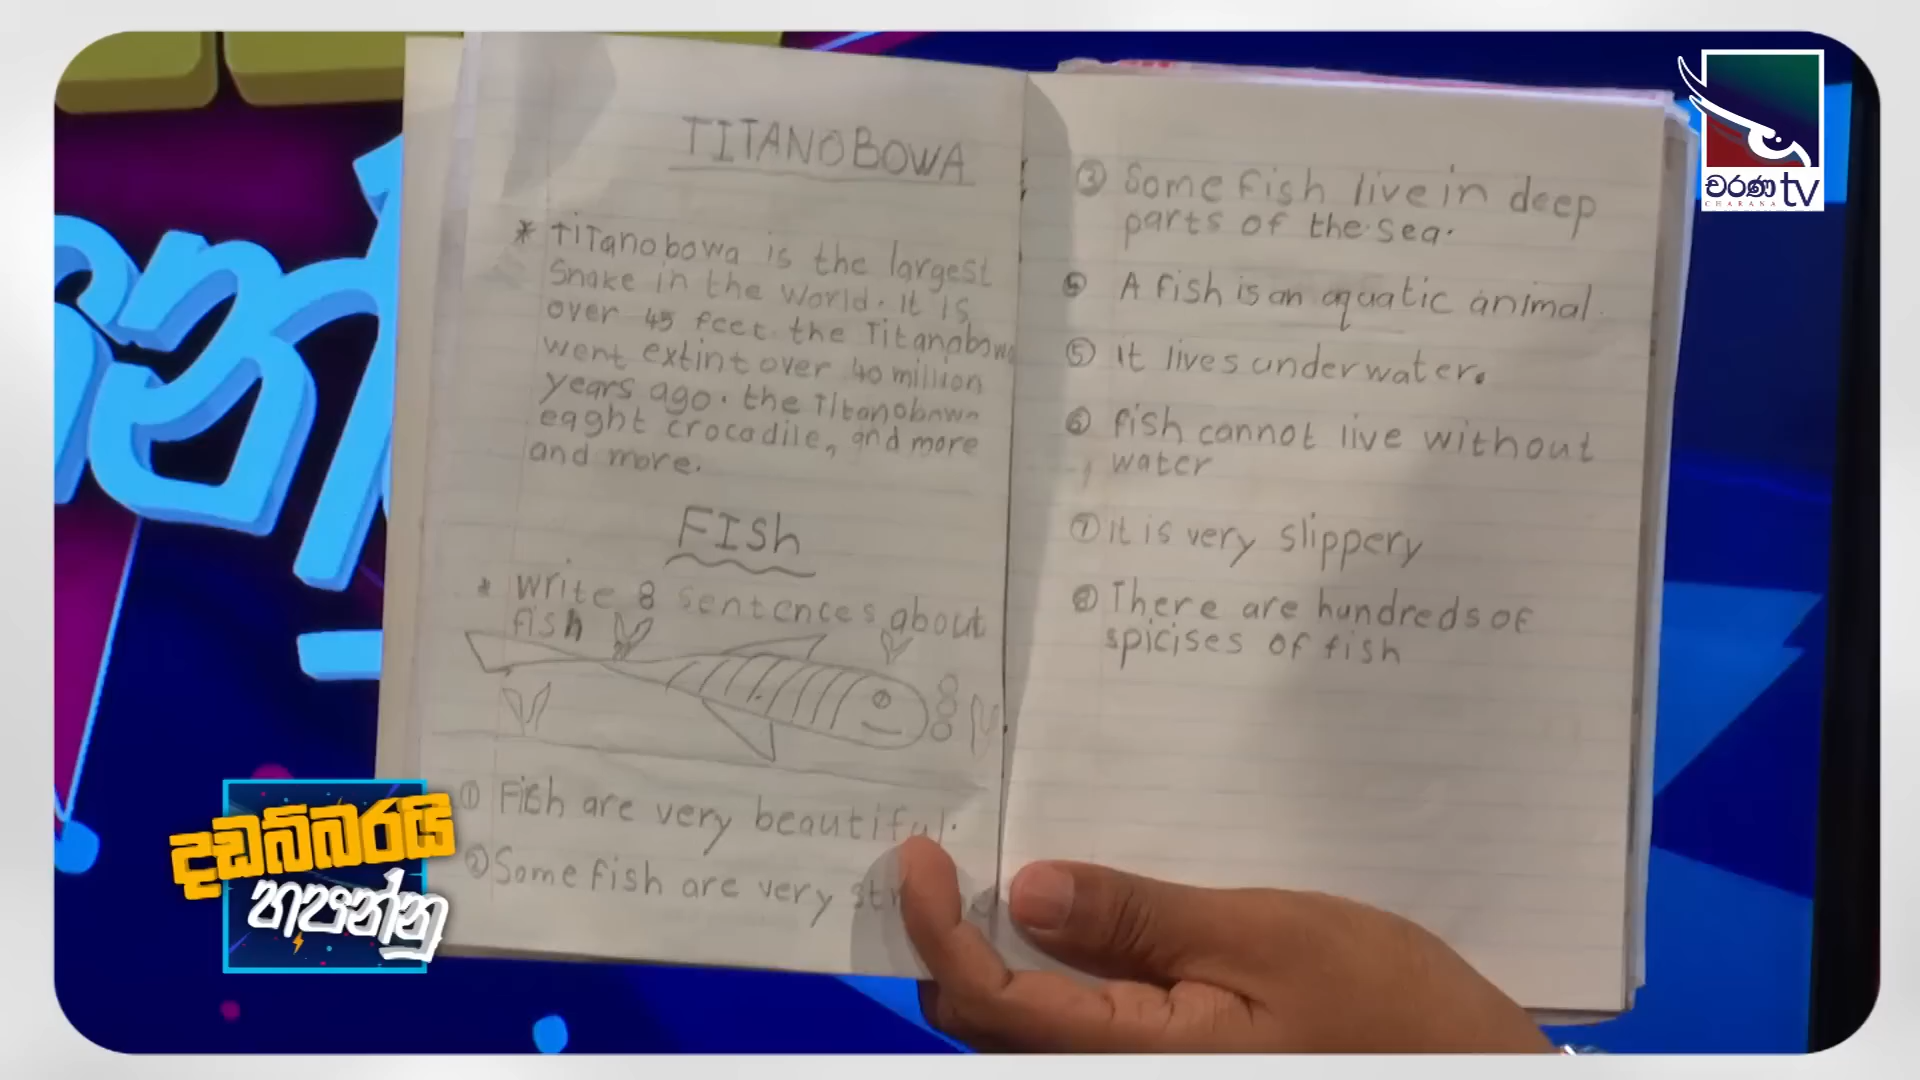 TITANOBOWA
* Titanobowa is the largest
Snake in the world. it is
over 45 feet the Titanobowa
went extint over 40 million
years ago. the Titanobowa
eaght crocadile, and more
and more.
FISh
* write 8 sentences about
fish
① Fish are very beautiful.
② Some fish are very
③ Some fish live in deep
parts of the sea.
A fish is an aquatic animal
⑤ it lives underwater.
⑥ fish cannot live without
water
⑦ it is very slippery
⑧ There are hundreds of
spicises of fish
චරණ tv
CHARANA
දඩබ්බරයි
හපන්නු